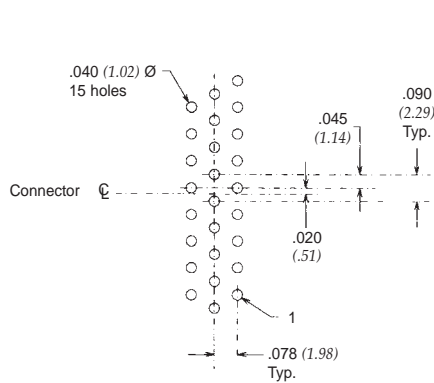 .040 (1.02) Ø
15 holes
.045
(1.14)
.090
(2.29)
Typ.
Connector ℄
.020
(.51)
1
.078 (1.98)
Typ.